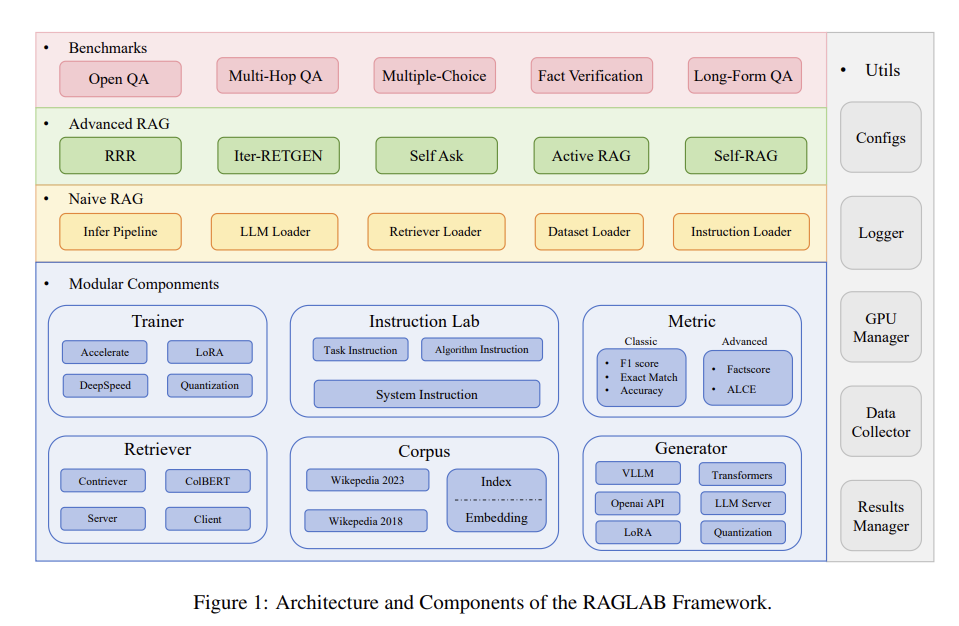 • Benchmarks
Open QA
Multi-Hop QA
Multiple-Choice
Fact Verification
Long-Form QA
• Advanced RAG
RRR
Iter-RETGEN
Self Ask
Active RAG
Self-RAG
• Naive RAG
Infer Pipeline
LLM Loader
Retriever Loader
Dataset Loader
Instruction Loader
• Modular Componments
Trainer
Accelerate
LoRA
DeepSpeed
Quantization
Instruction Lab
Task Instruction
Algorithm Instruction
System Instruction
Metric
Classic
• F1 score
• Exact Match
• Accuracy
Advanced
• Factscore
• ALCE
Retriever
Contriever
ColBERT
Server
Client
Corpus
Wikepedia 2023
Wikepedia 2018
Index
Embedding
Generator
VLLM
Transformers
Openai API
LLM Server
LoRA
Quantization
• Utils
Configs
Logger
GPU
Manager
Data
Collector
Results
Manager
Figure 1: Architecture and Components of the RAGLAB Framework.